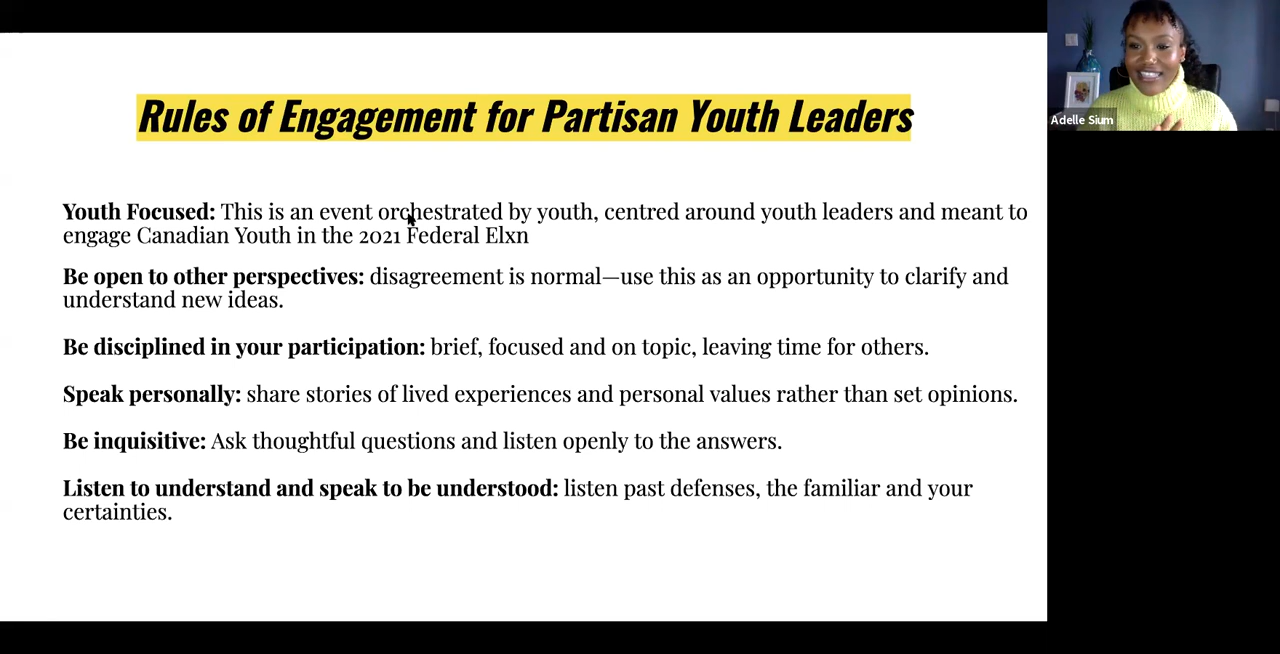 Rules of Engagement for Partisan Youth Leaders
Adelle Sium
Youth Focused: This is an event orchestrated by youth, centred around youth leaders and meant to
engage Canadian Youth in the 2021 Federal Elxn
Be open to other perspectives: disagreement is normal—use this as an opportunity to clarify and
understand new ideas.
Be disciplined in your participation: brief, focused and on topic, leaving time for others.
Speak personally: share stories of lived experiences and personal values rather than set opinions.
Be inquisitive: Ask thoughtful questions and listen openly to the answers.
Listen to understand and speak to be understood: listen past defenses, the familiar and your
certainties.